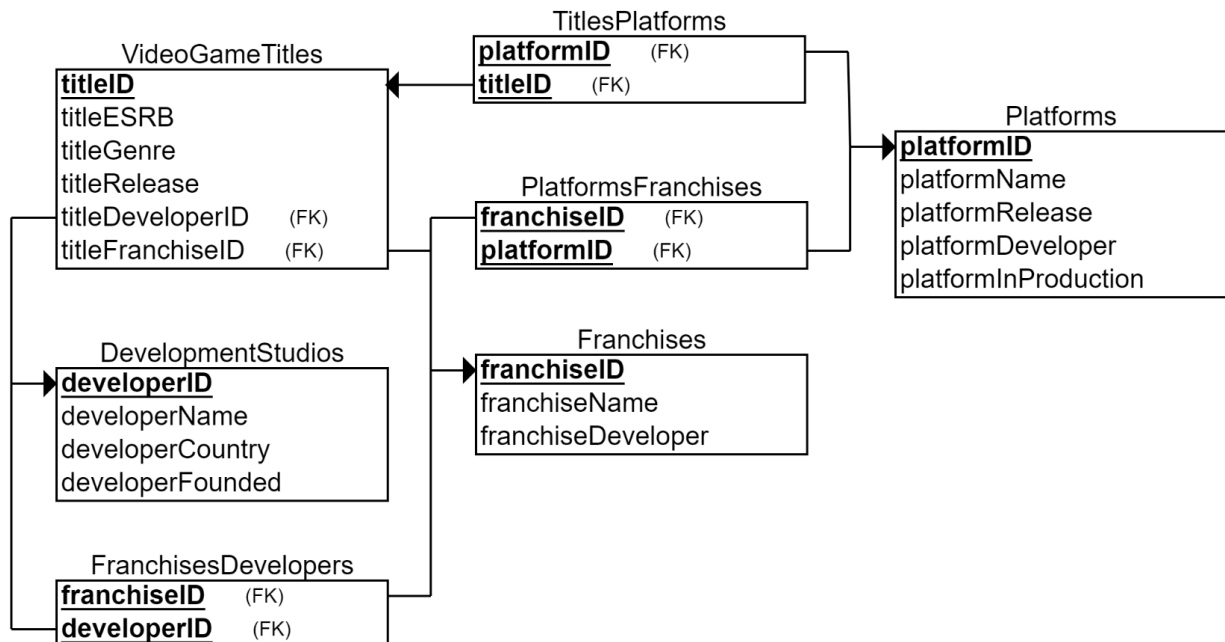 VideoGameTitles
titleID
titleESRB
titleGenre
titleRelease
titleDeveloperID (FK)
titleFranchiseID (FK)
TitlesPlatforms
platformID (FK)
titleID (FK)
Platforms
platformID
platformName
platformRelease
platformDeveloper
platformInProduction
PlatformsFranchises
franchiseID (FK)
platformID (FK)
DevelopmentStudios
developerID
developerName
developerCountry
developerFounded
Franchises
franchiseID
franchiseName
franchiseDeveloper
FranchisesDevelopers
franchiseID (FK)
developerID (FK)